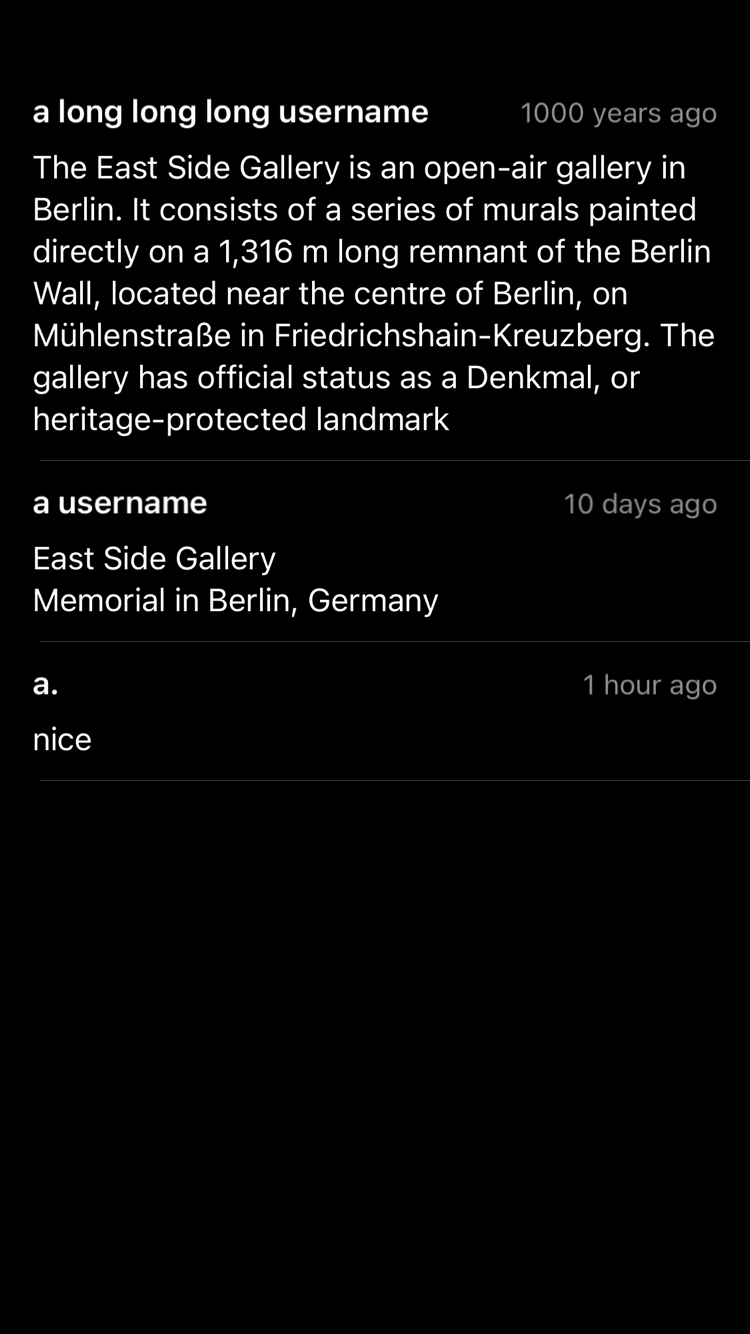 a long long long username 1000 years ago
The East Side Gallery is an open-air gallery in
Berlin. It consists of a series of murals painted
directly on a 1,316 m long remnant of the Berlin
Wall, located near the centre of Berlin, on
Mühlenstraße in Friedrichshain-Kreuzberg. The
gallery has official status as a Denkmal, or
heritage-protected landmark
a username 10 days ago
East Side Gallery
Memorial in Berlin, Germany
a. 1 hour ago
nice